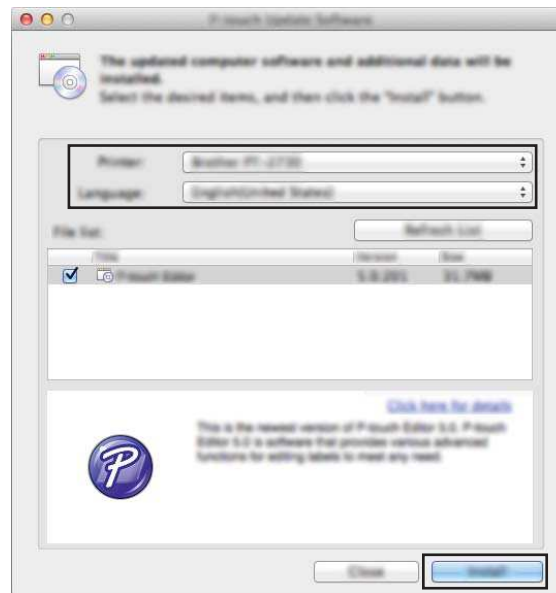 P-touch Update Software
The updated computer software and additional data will be
installed.
Select the desired items, and then click the "Install" button.
Printer:
Brother PT-2730
Language:
English(United States)
File list:
Refresh List
Title Version Size
P-touch Editor 5.0.201 31.7MB
Click here for details
This is the newest version of P-touch Editor 5.0. P-touch
Editor 5.0 is software that provides various advanced
functions for editing labels to meet any need.
P
Close
Install